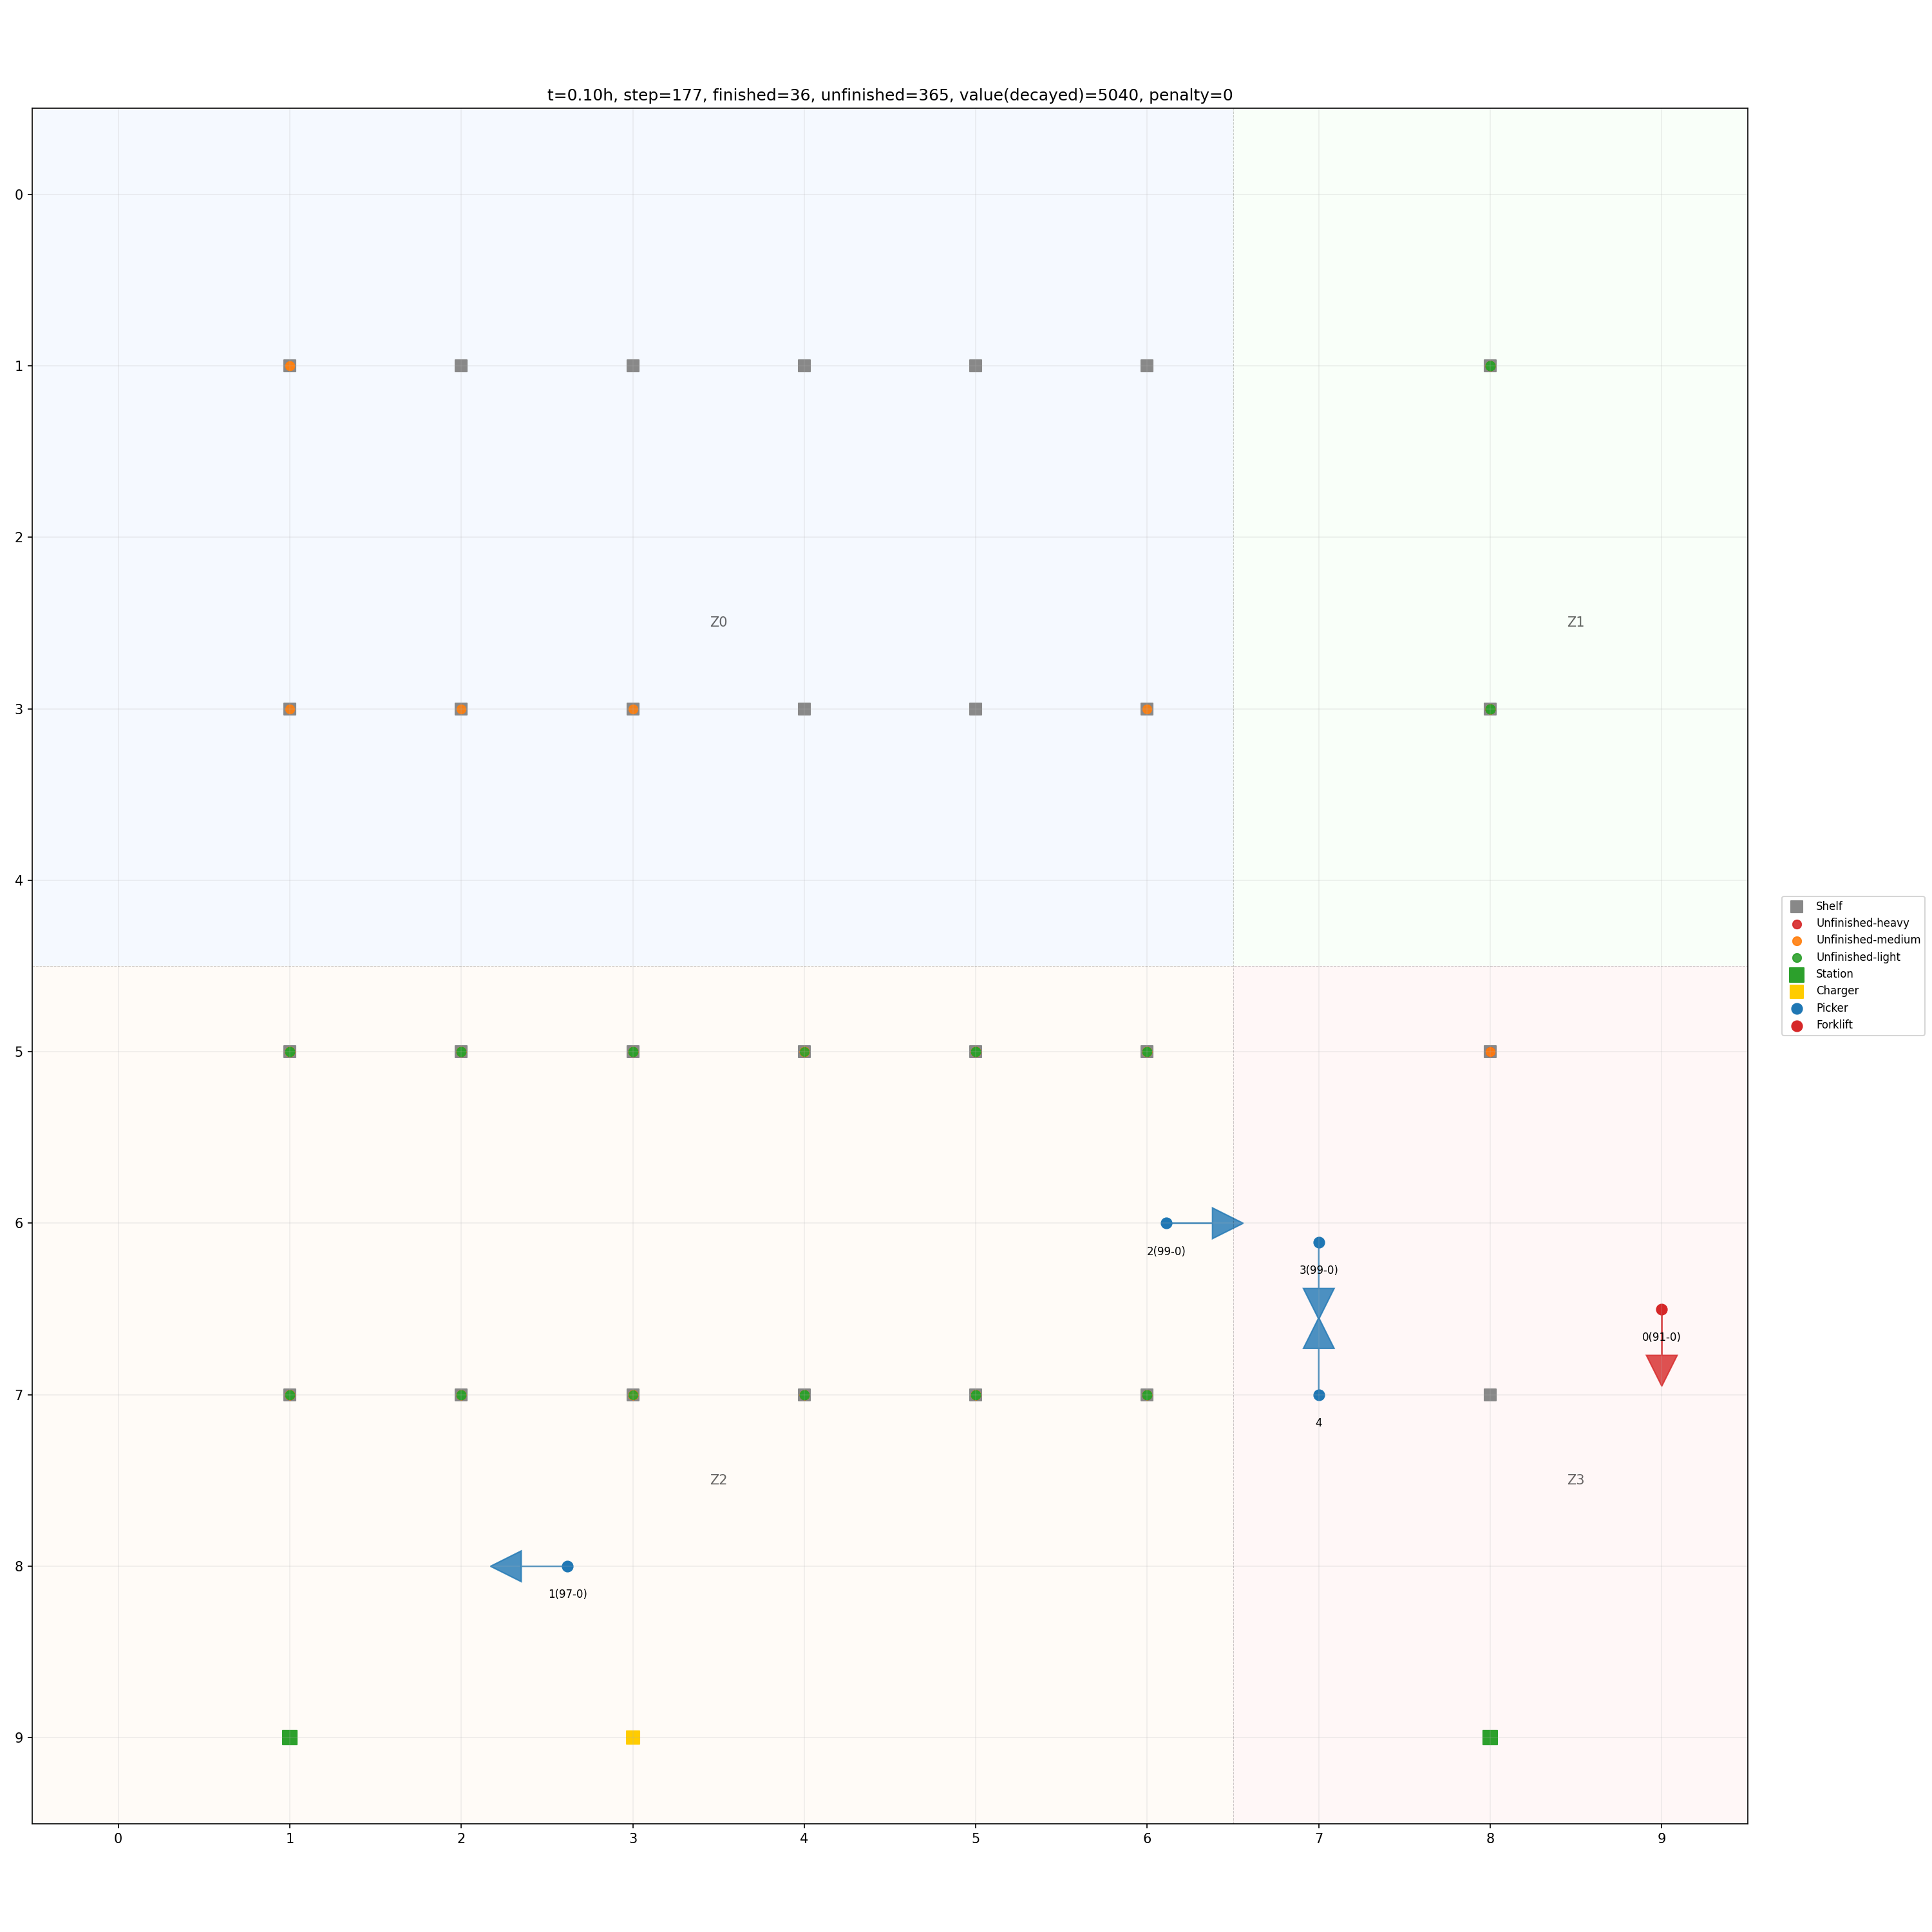 t=0.10h, step=177, finished=36, unfinished=365, value(decayed)=5040, penalty=0
0
1
2
Z0
Z1
3
4
Shelf
Unfinished-heavy
Unfinished-medium
Unfinished-light
Station
Charger
Picker
Forklift
5
6
2(99-0)
3(99-0)
0(91-0)
7
4
Z2
Z3
8
1(97-0)
9
0 1 2 3 4 5 6 7 8 9